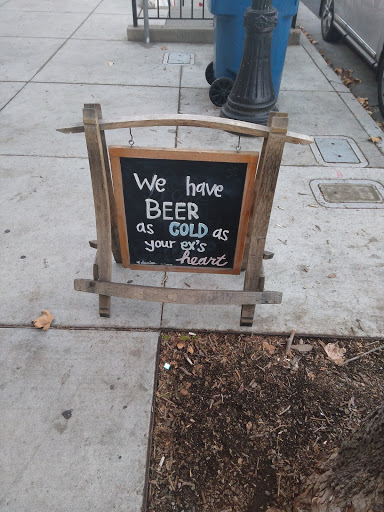 We have
BEER
as COLD as
your ex's
heart